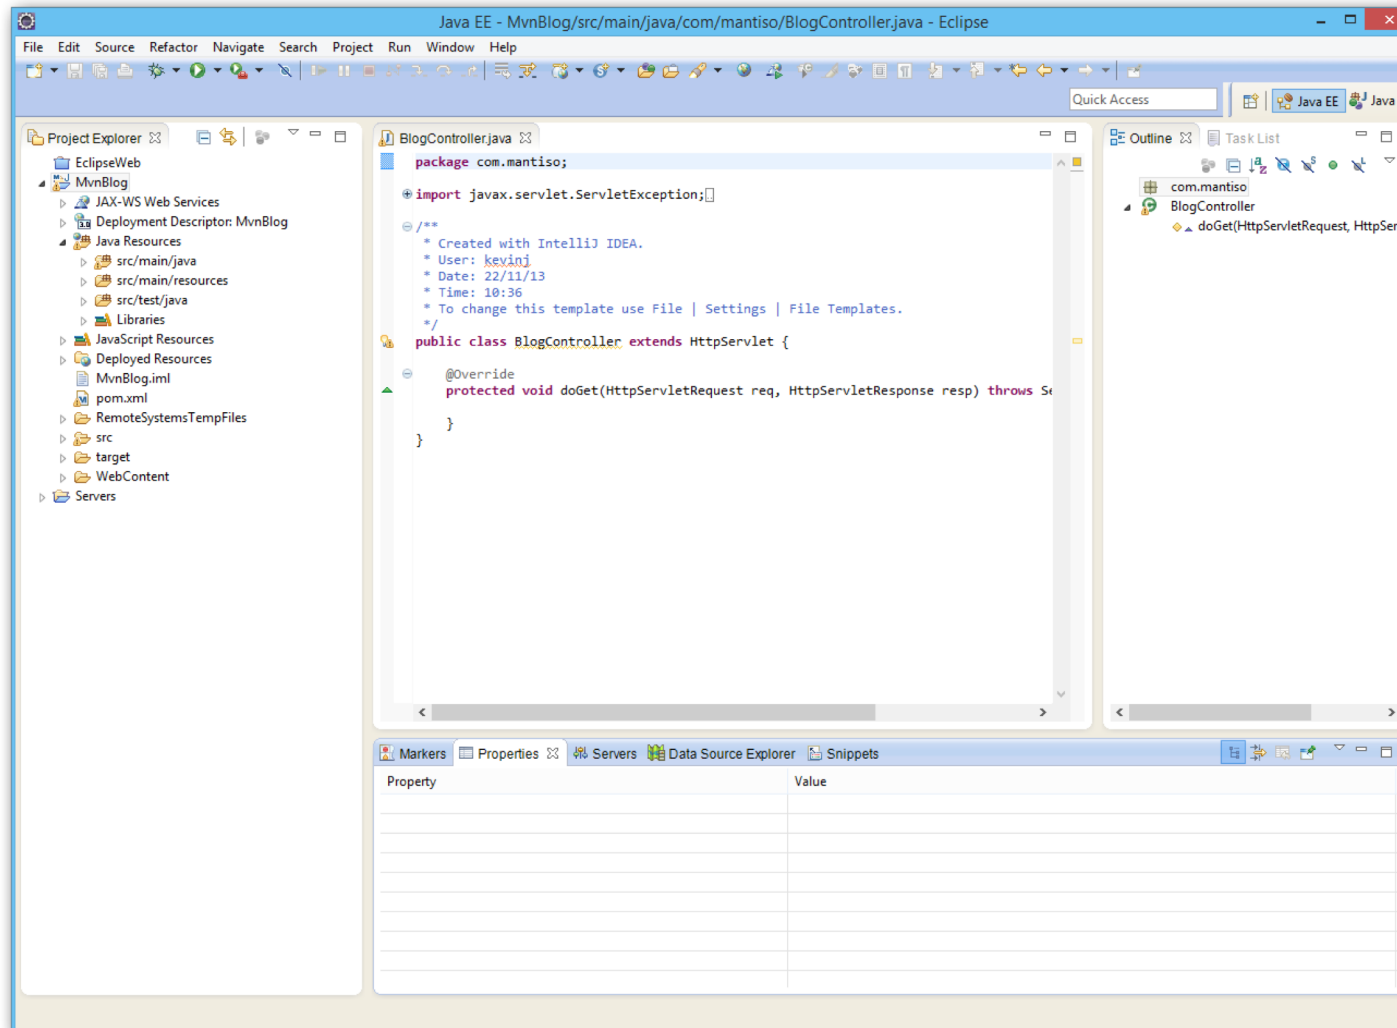 Java EE - MvnBlog/src/main/java/com/mantiso/BlogController.java - Eclipse
File Edit Source Refactor Navigate Search Project Run Window Help
Quick Access
Java EE
Java
Project Explorer
EclipseWeb
MvnBlog
JAX-WS Web Services
Deployment Descriptor: MvnBlog
Java Resources
src/main/java
src/main/resources
src/test/java
Libraries
JavaScript Resources
Deployed Resources
MvnBlog.iml
pom.xml
RemoteSystemsTempFiles
src
target
WebContent
Servers
BlogController.java
package com.mantiso;
import javax.servlet.ServletException;
/**
* Created with IntelliJ IDEA.
* User: kevinj
* Date: 22/11/13
* Time: 10:36
* To change this template use File | Settings | File Templates.
*/
public class BlogController extends HttpServlet {
@Override
protected void doGet(HttpServletRequest req, HttpServletResponse resp) throws Se
}
}
Outline Task List
com.mantiso
BlogController
doGet(HttpServletRequest, HttpSer
Markers Properties Servers Data Source Explorer Snippets
Property Value